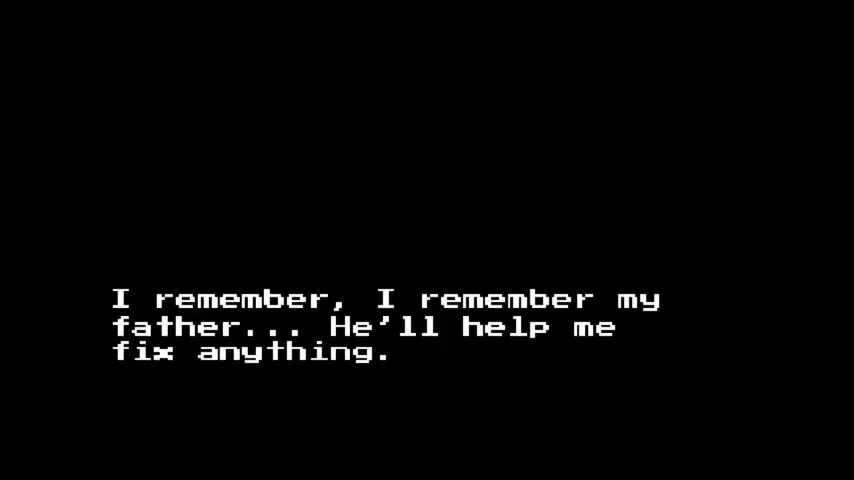 I remember, I remember my
father... He'll help me
fix anything.